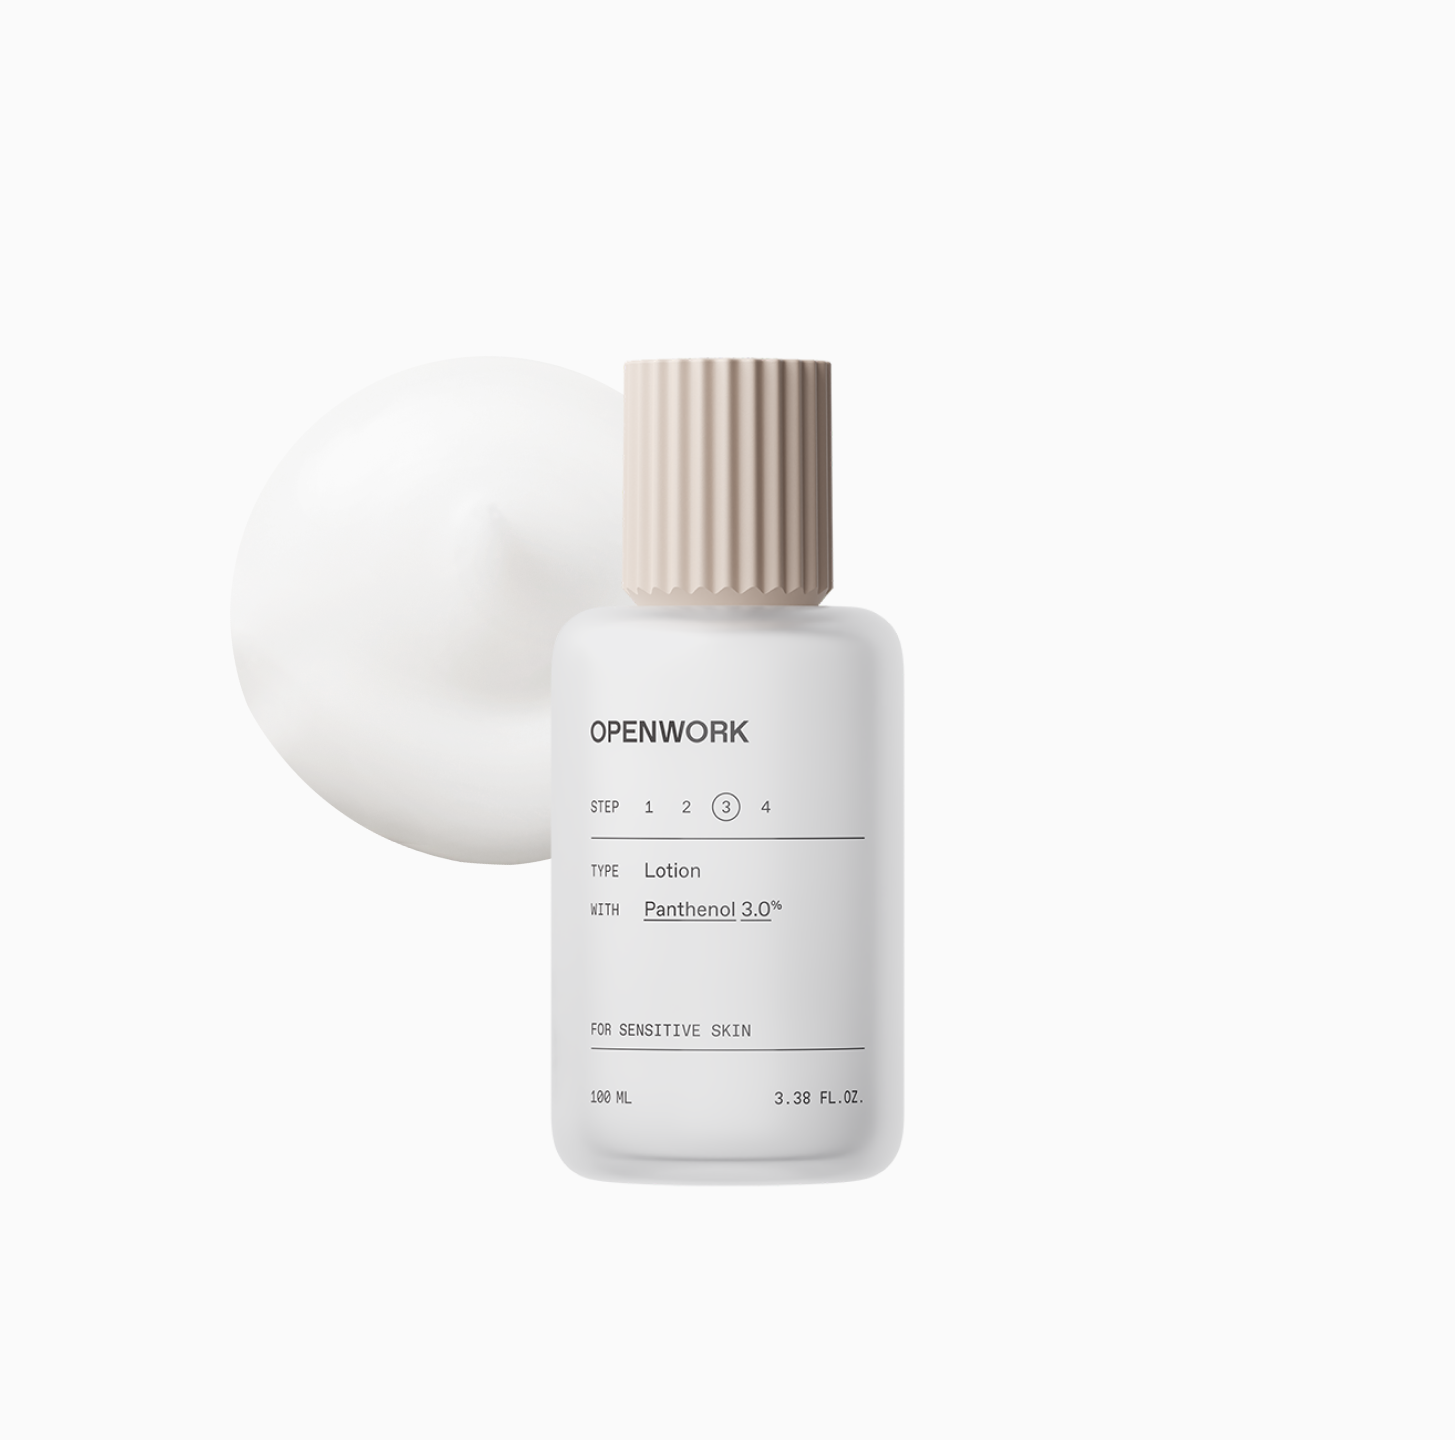 OPENWORK
STEP 1 2 3 4
TYPE Lotion
WITH Panthenol 3.0%
FOR SENSITIVE SKIN
100 ML 3.38 FL.OZ.